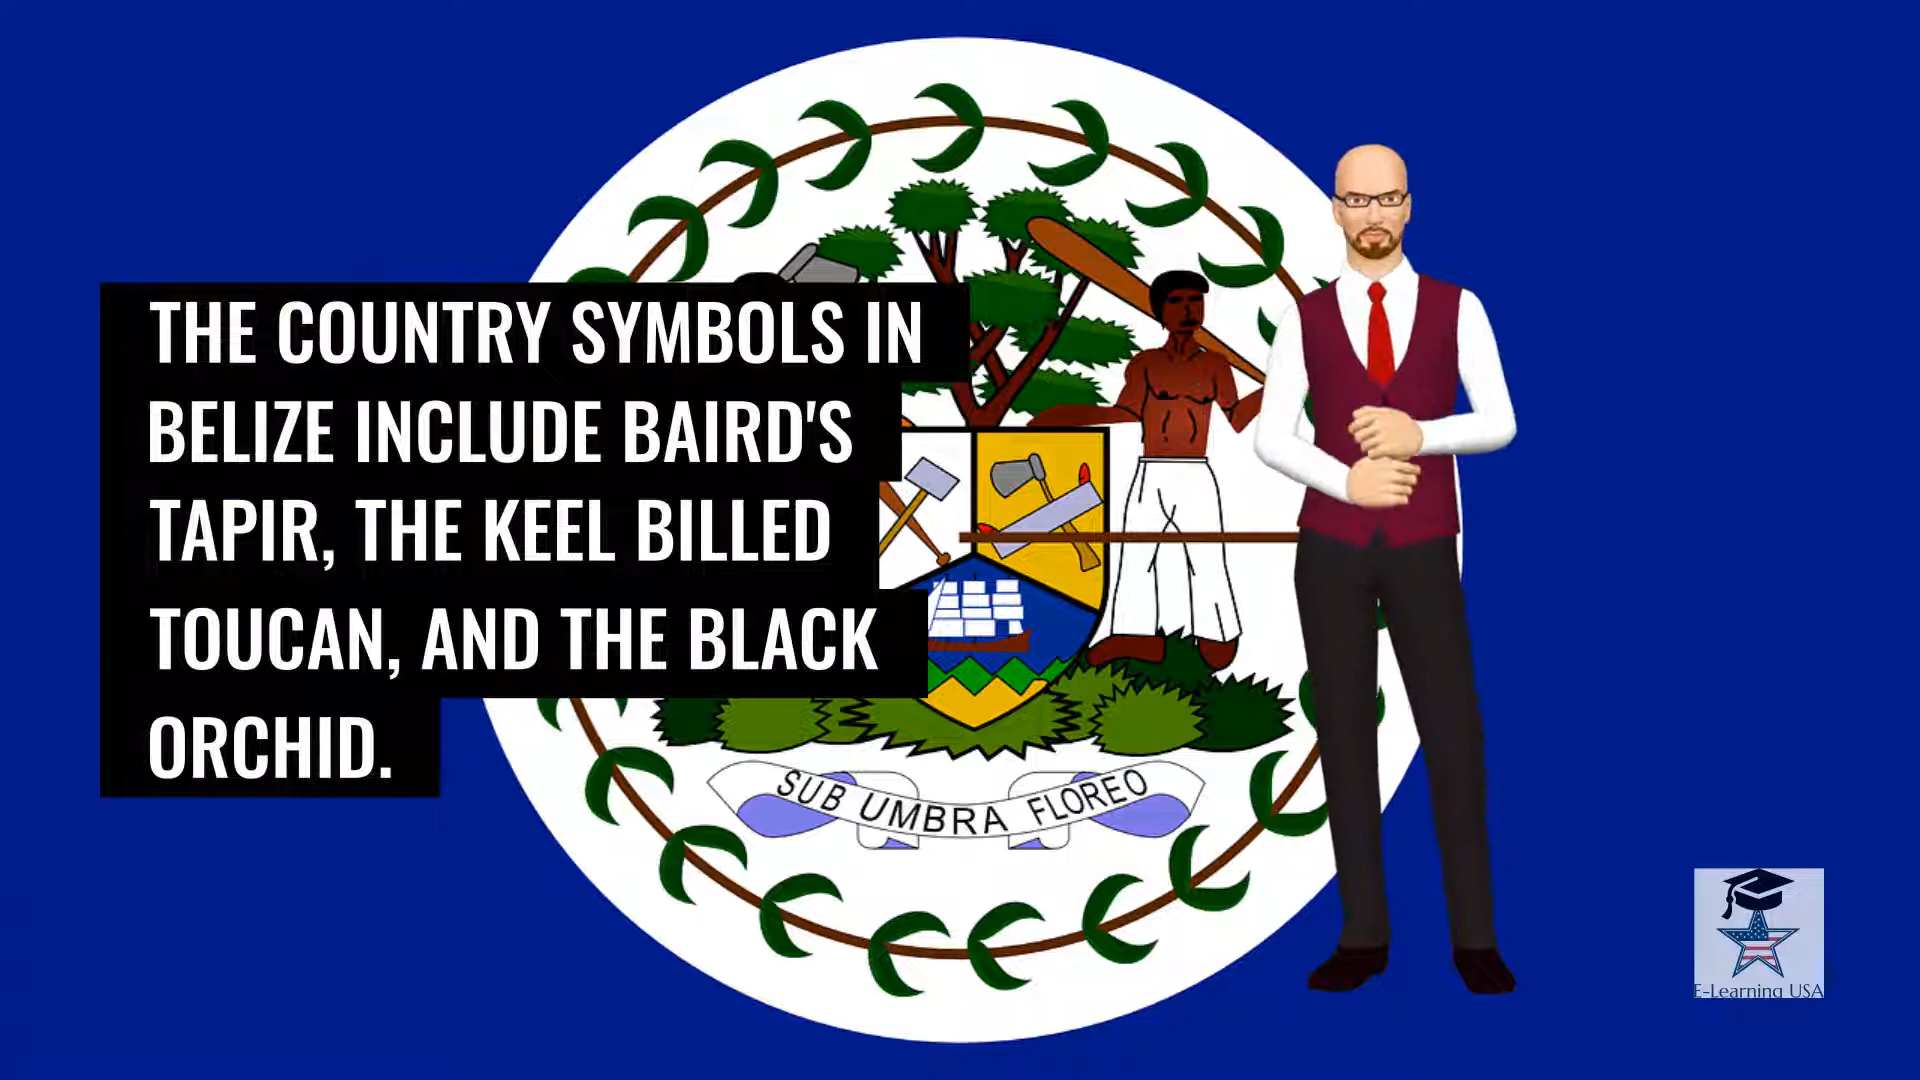 THE COUNTRY SYMBOLS IN
BELIZE INCLUDE BAIRD'S
TAPIR, THE KEEL BILLED
TOUCAN, AND THE BLACK
ORCHID.
SUB UMBRA FLOREO
E-Learning USA